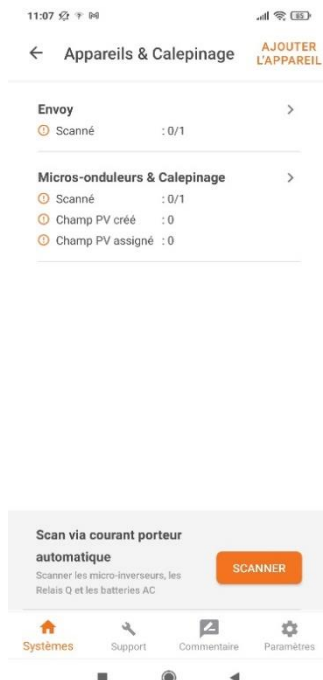 11:07
65
Appareils & Calepinage
AJOUTER
L'APPAREIL
Envoy
Scanné : 0/1
Micros-onduleurs & Calepinage
Scanné : 0/1
Champ PV créé : 0
Champ PV assigné : 0
Scan via courant porteur
automatique
Scanner les micro-inverseurs, les
Relais Q et les batteries AC
SCANNER
Systèmes Support Commentaire Paramètres